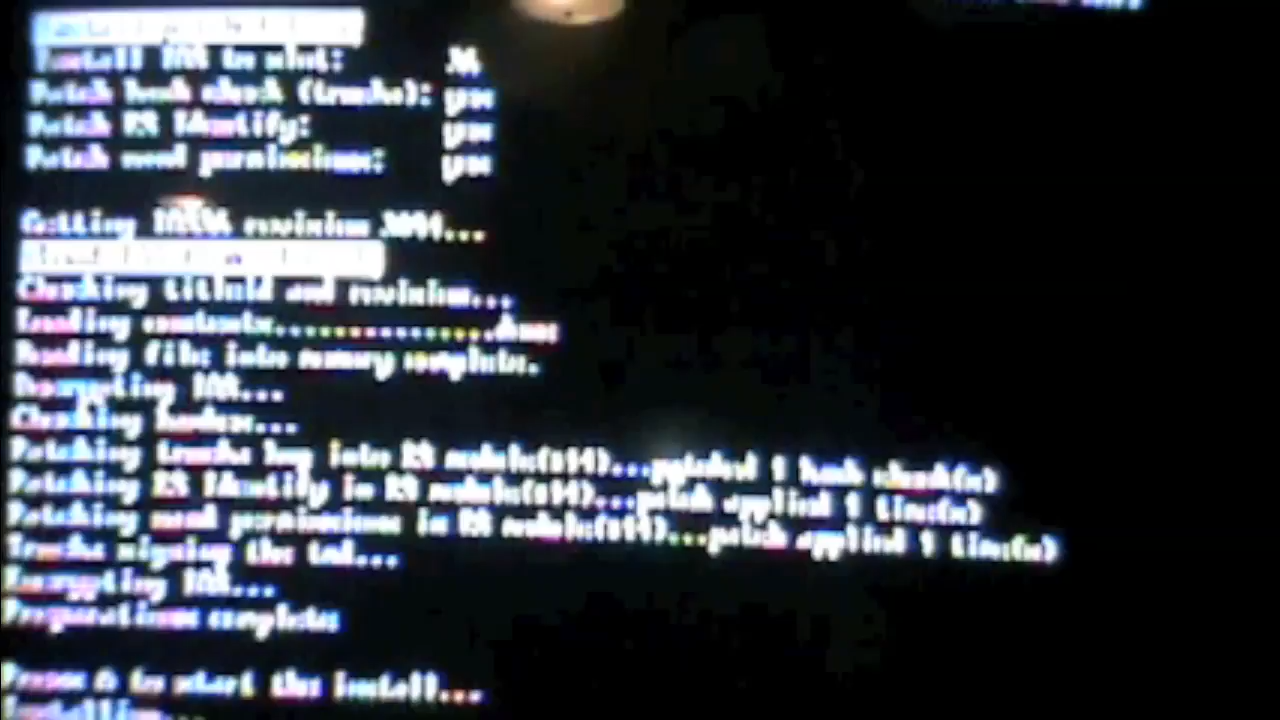 Install IOS to slot:
Patch hash check (trucha): yes
Patch ES Identify: yes
Patch nand permissions: yes
Getting IOS36 revision
Checking titleid and revision...
Loading contents................done
Reading file into memory complete.
Decrypting IOS...
Checking hashes...
Patching trucha bug into ES module(#14)...patched 1 hash check(s)
Patching ES Identify in ES module(#14)...patch applied 1 time(s)
Patching nand permissions in ES module(#14)...patch applied 1 time(s)
Trucha signing the tmd...
Encrypting IOS...
Preparations complete
Press A to start the install...
Installing...